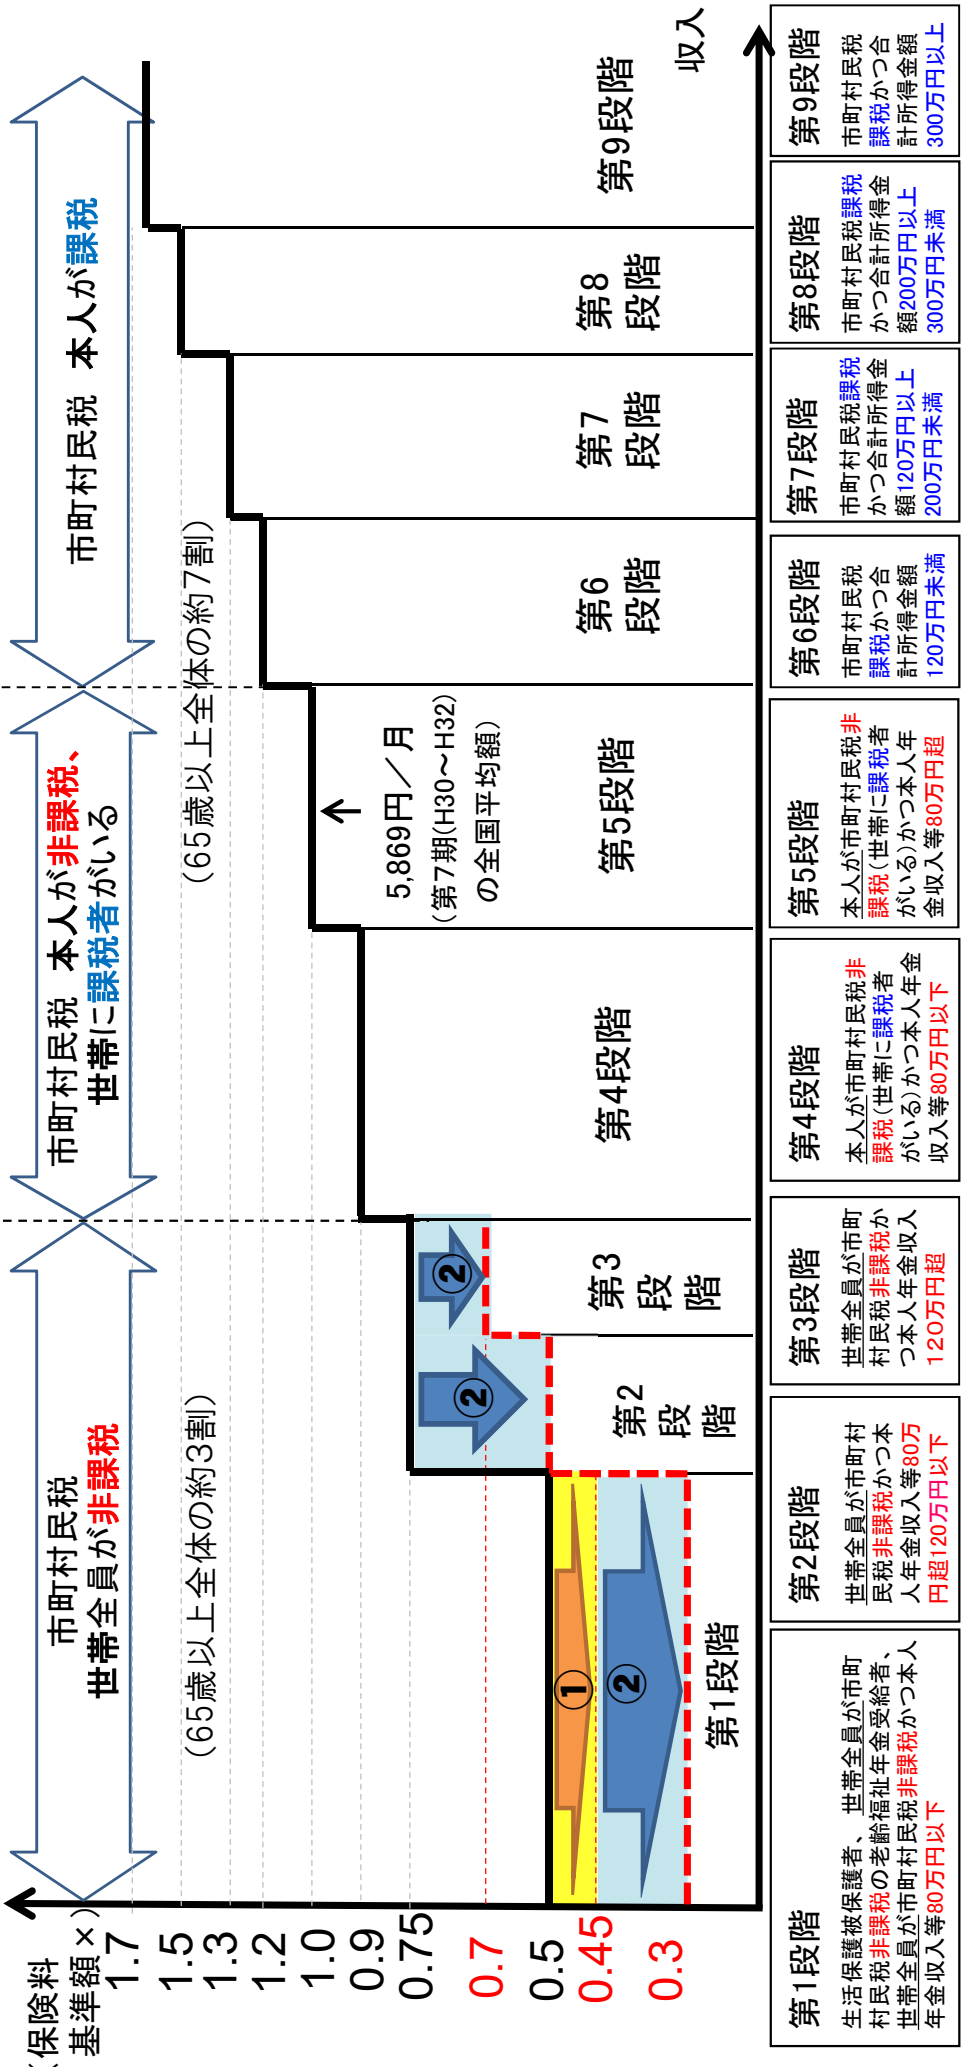 （保険料
基準額×）
市町村民税
世帯全員が非課税
市町村民税 本人が非課税、
世帯に課税者がいる
市町村民税 本人が課税
（65歳以上全体の約3割）
（65歳以上全体の約7割）
1.7
1.5
1.3
1.2
1.0
0.9
0.75
0.7
0.5
0.45
0.3
①
②
②
②
5,869円／月
（第7期(H30～H32)
の全国平均額）
第1段階
第2
段
階
第3
段
階
第4段階
第5段階
第6
段階
第7
段階
第8
段階
第9段階
収入
第1段階
生活保護被保護者、世帯全員が市町
村民税非課税の老齢福祉年金受給者、
世帯全員が市町村民税非課税かつ本人
年金収入等80万円以下
第2段階
世帯全員が市町村
民税非課税かつ本
人年金収入等80万
円超120万円以下
第3段階
世帯全員が市町
村民税非課税か
つ本人年金収入
120万円超
第4段階
本人が市町村民税非
課税（世帯に課税者
がいる）かつ本人年金
収入等80万円以下
第5段階
本人が市町村民税非
課税（世帯に課税者
がいる）かつ本人年
金収入等80万円超
第6段階
市町村民税
課税かつ合
計所得金額
120万円未満
第7段階
市町村民税課税
かつ合計所得金
額120万円以上
200万円未満
第8段階
市町村民税課税
かつ合計所得金
額200万円以上
300万円未満
第9段階
市町村民税
課税かつ合
計所得金額
300万円以上